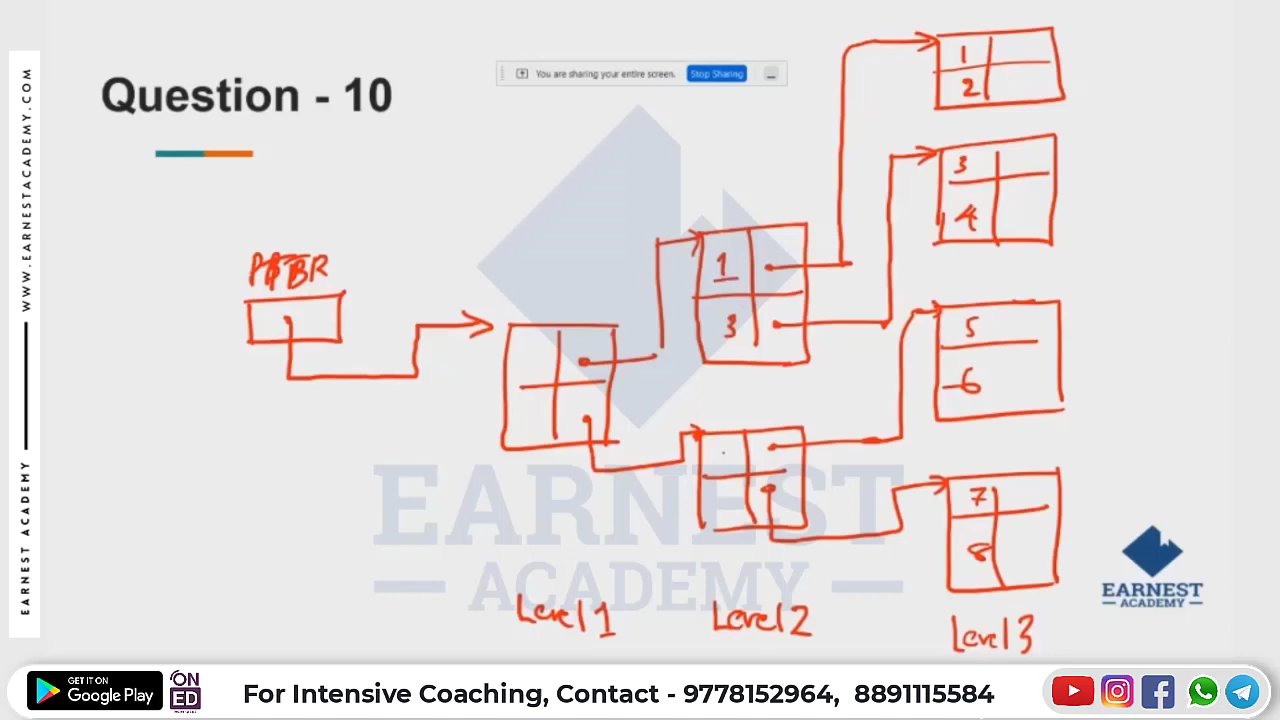 Question - 10
You are sharing your entire screen. Stop Sharing
WWW.EARNESTACADEMY.COM
EARNEST ACADEMY
1
2
3
4
1
3
5
6
7
8
Level 1
Level 2
Level 3
EARNEST
ACADEMY
EARNEST
ACADEMY
GET IT ON
Google Play
ON
ED
For Intensive Coaching, Contact - 9778152964, 8891115584